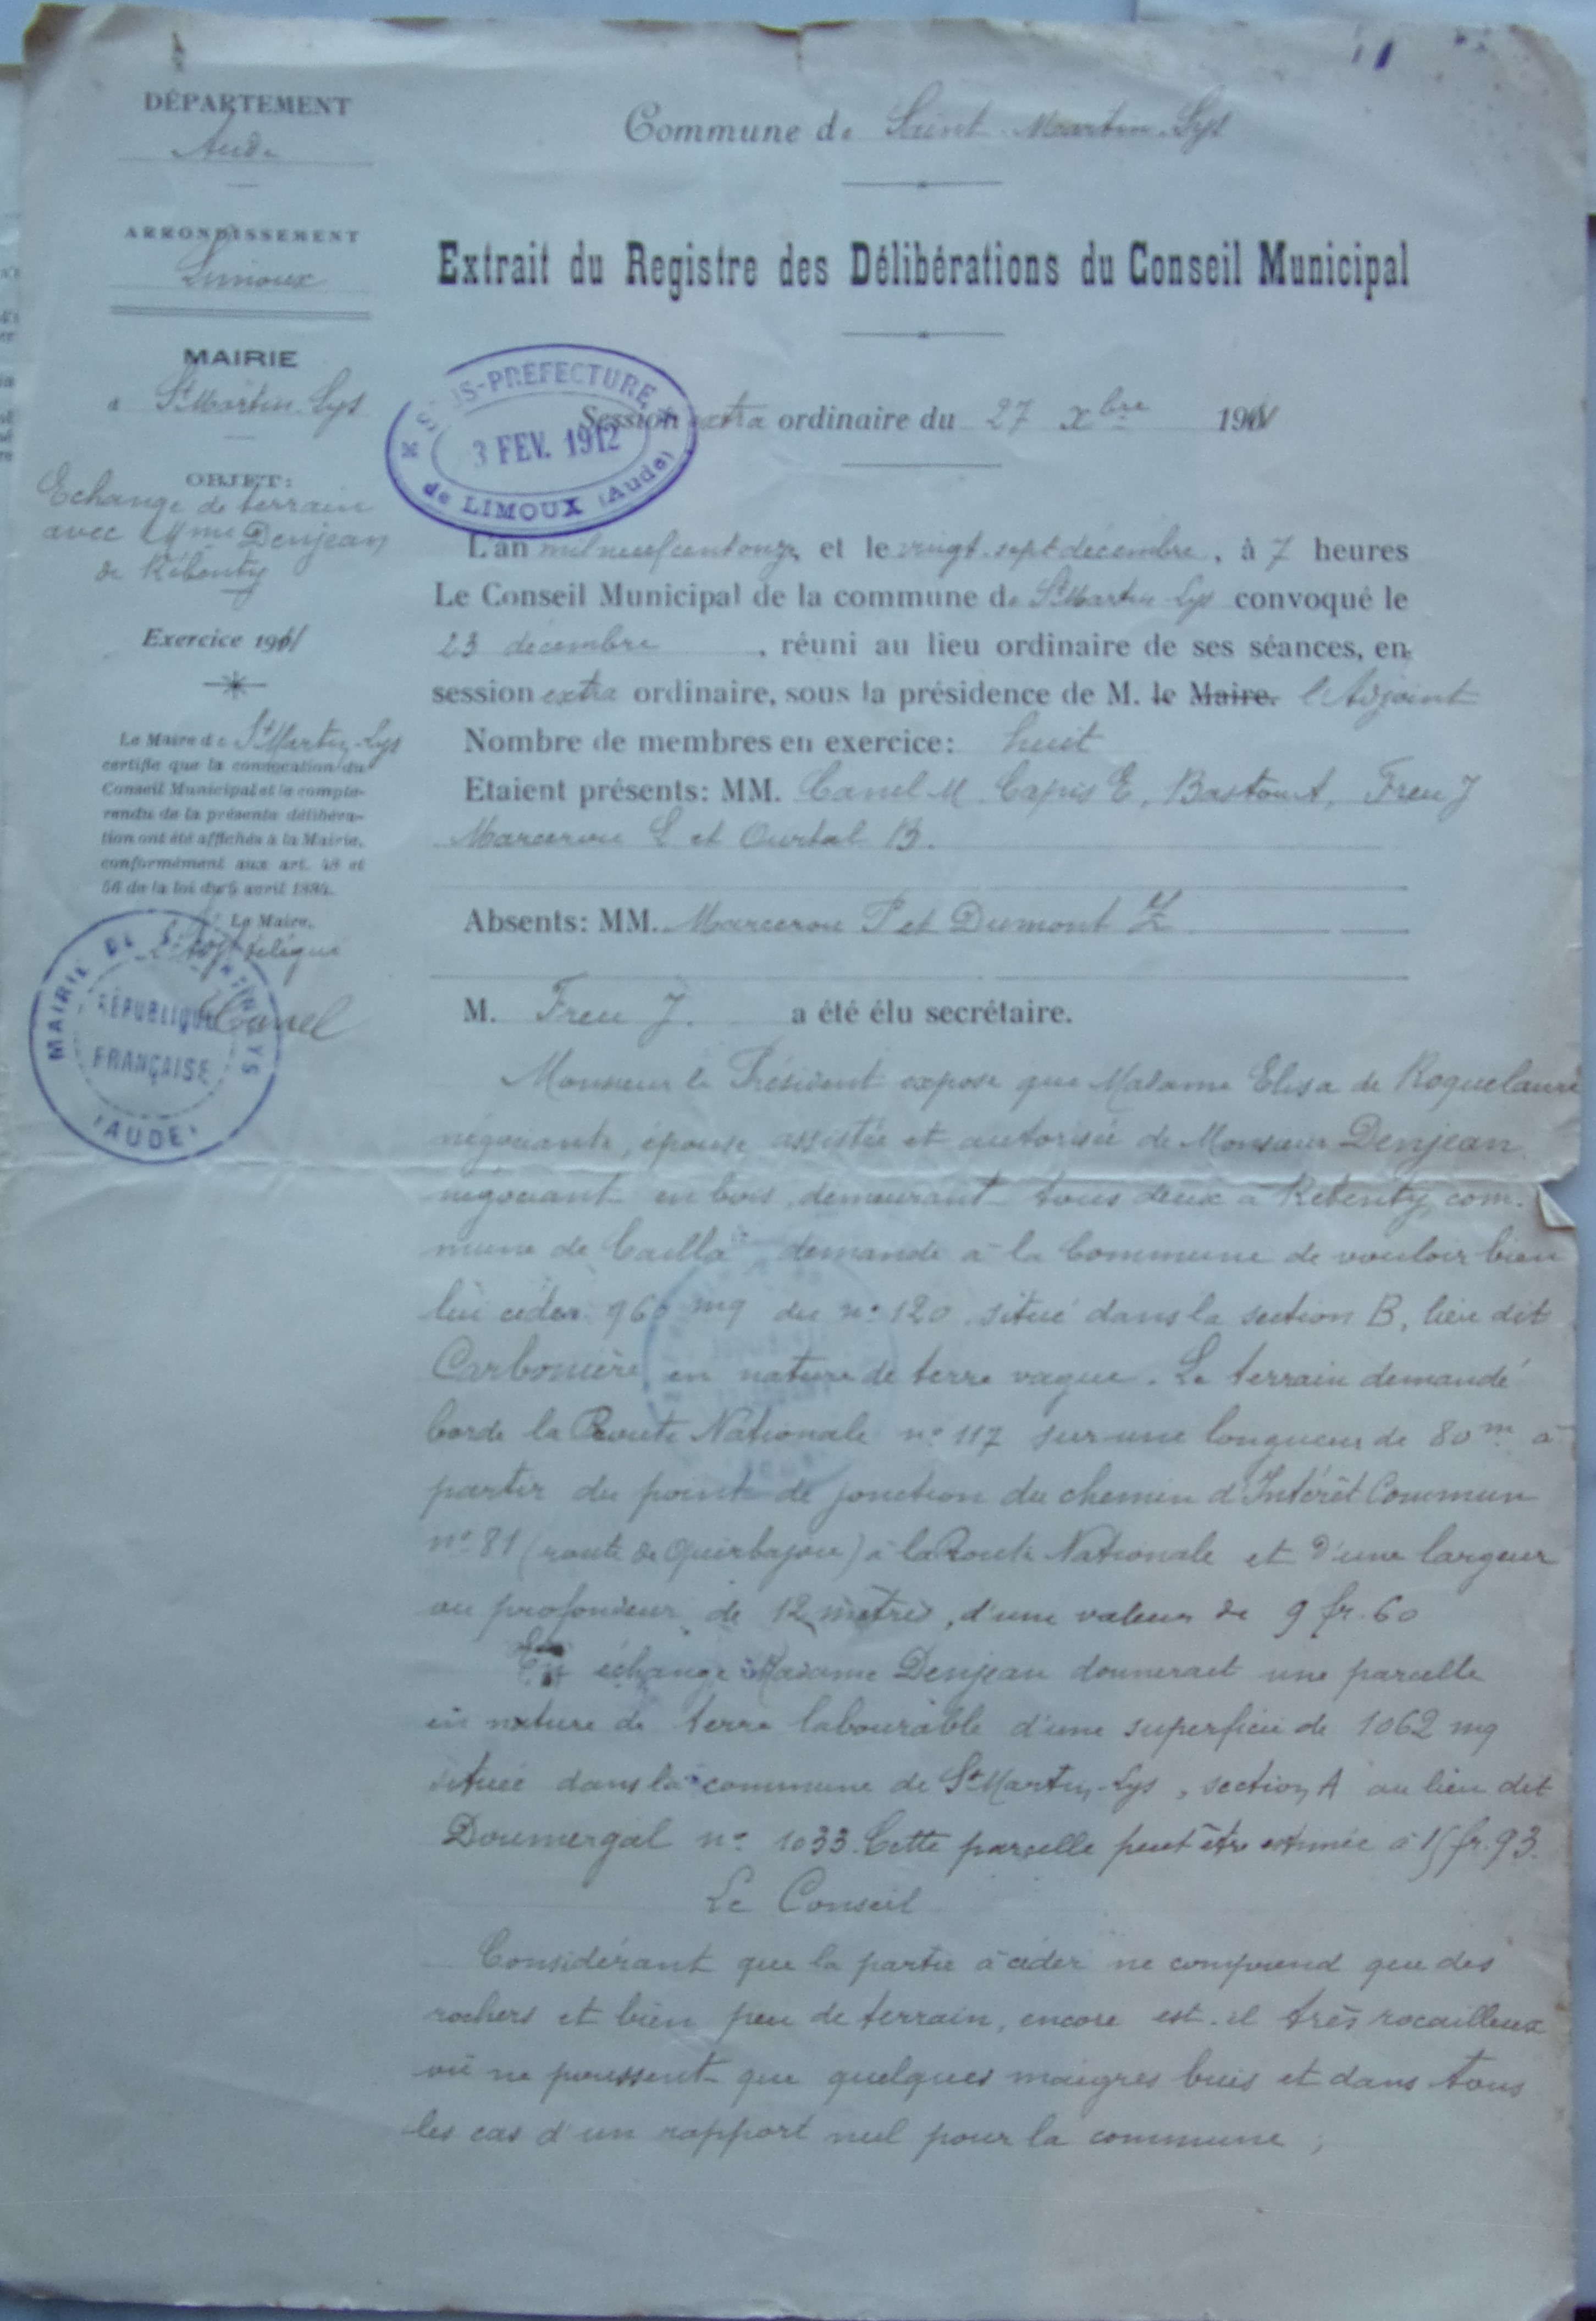 DÉPARTEMENT
Aude
ARRONDISSEMENT
Limoux
MAIRIE
à St Martin-Lys
OBJET:
Echange de terrain
avec Mme Denjean
de Rébenty
Exercice 1911
Le Maire de St Martin-Lys
certifie que la convocation du
Conseil Municipal et le compte-
rendu de la présente délibéra-
tion ont été affichés à la Mairie,
conformément aux art. 48 et
56 de la loi du 5 avril 1884.
Le Maire,
délégué
Canel
MAIRIE DE St MARTIN LYS
RÉPUBLIQUE
FRANÇAISE
(AUDE)
Commune de Saint-Martin-Lys
Extrait du Registre des Délibérations du Conseil Municipal
SOUS-PRÉFECTURE
3 FEV. 1912
de LIMOUX (Aude)
Session extra ordinaire du 27 xbre 1911
L'an mil neuf cent onze, et le vingt-sept décembre, à 7 heures
Le Conseil Municipal de la commune de St Martin-Lys convoqué le
23 décembre, réuni au lieu ordinaire de ses séances, en
session extra ordinaire, sous la présidence de M. le Maire. l'Adjoint
Nombre de membres en exercice: huit
Etaient présents: MM. Canel M. Capis E, Bastou A, Freu J
Marcerou L et Ourtal B.
Absents: MM. Marcerou P et Dumont Z
M. Freu J. a été élu secrétaire.
Monsieur le Président expose que Madame Elisa de Roquelaure
négociante, épouse assistée et autorisée de Monsieur Denjean
négociant en bois, demeurant tous deux à Rébenty, com-
mune de Cailla demande à la Commune de vouloir bien
lui céder 960 mq du n° 120 situé dans la section B, lieu dit
Carbonière en nature de terre vague. Le terrain demandé
borde la Route Nationale n° 117 sur une longueur de 80m à
partir du point de jonction du chemin d'Intérêt Commun
n° 81 (route de Quirbajou) à la Route Nationale et d'une largeur
ou profondeur de 12 mètres, d'une valeur de 9 fr. 60
En échange Madame Denjean donnerait une parcelle
en nature de terre labourable d'une superficie de 1062 mq
située dans la commune de St Martin-Lys, section A au lieu dit
Doumergal n° 1033. Cette parcelle peut être estimée à 15 fr. 93.
Le Conseil
Considérant que la partie à céder ne comprend que des
rochers et bien peu de terrain, encore est-il très rocailleux
où ne poussent que quelques maigres buis et dans tous
les cas d'un rapport nul pour la commune ;